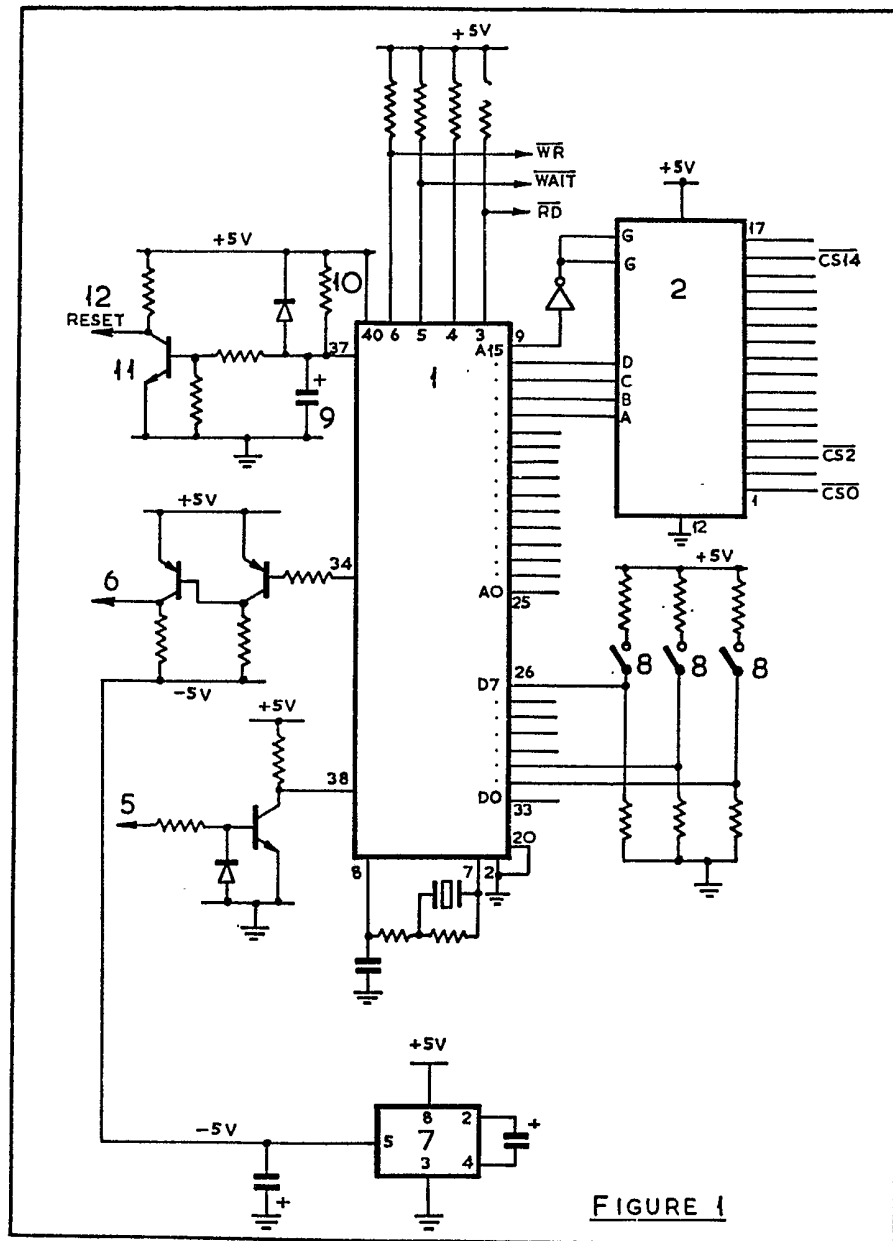 +5V
WR
WAIT
RD
+5V
17
G
G
CS14
2
+5V
10
12
RESET
40 6 5 4 3
9
A15
37
1
D
C
B
A
11
+
9
CS2
1
CS0
12
+5V
34
6
+5V
A0
25
8 8 8
26
D7
-5V
+5V
38
5
D0
33
20
8
7
2
+5V
-5V
8
2
5
7
+
3
4
+
FIGURE 1